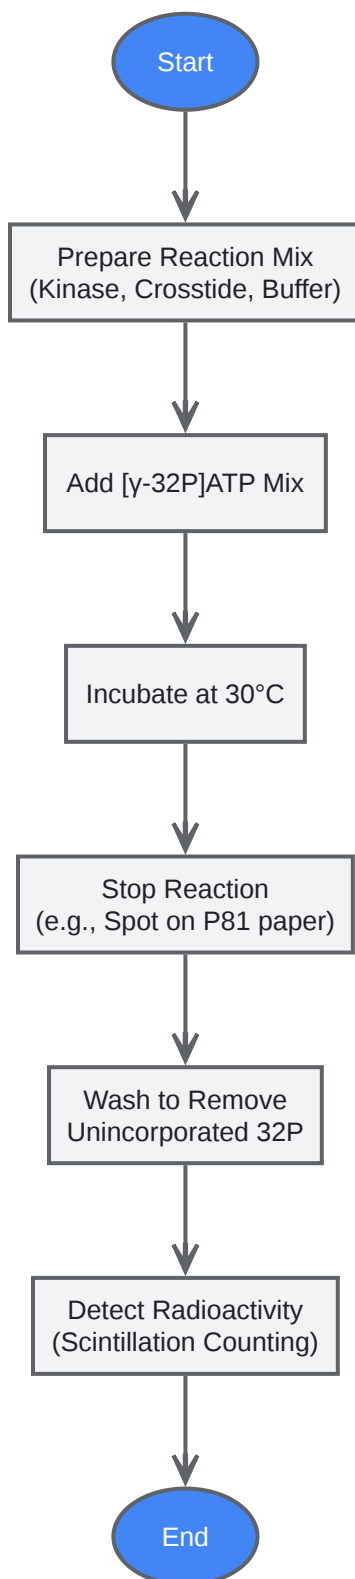 Start
Prepare Reaction Mix
(Kinase, Crosstide, Buffer)
Add [γ-32P]ATP Mix
Incubate at 30°C
Stop Reaction
(e.g., Spot on P81 paper)
Wash to Remove
Unincorporated 32P
Detect Radioactivity
(Scintillation Counting)
End